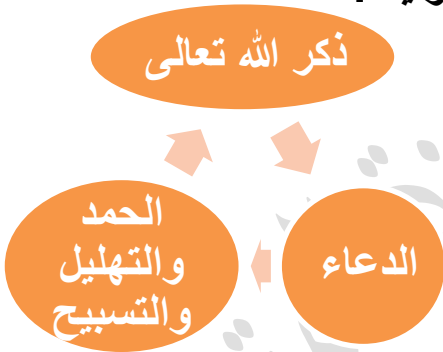 ذكر الله تعالى
الدعاء
الحمد
والتهليل
والتسبيح